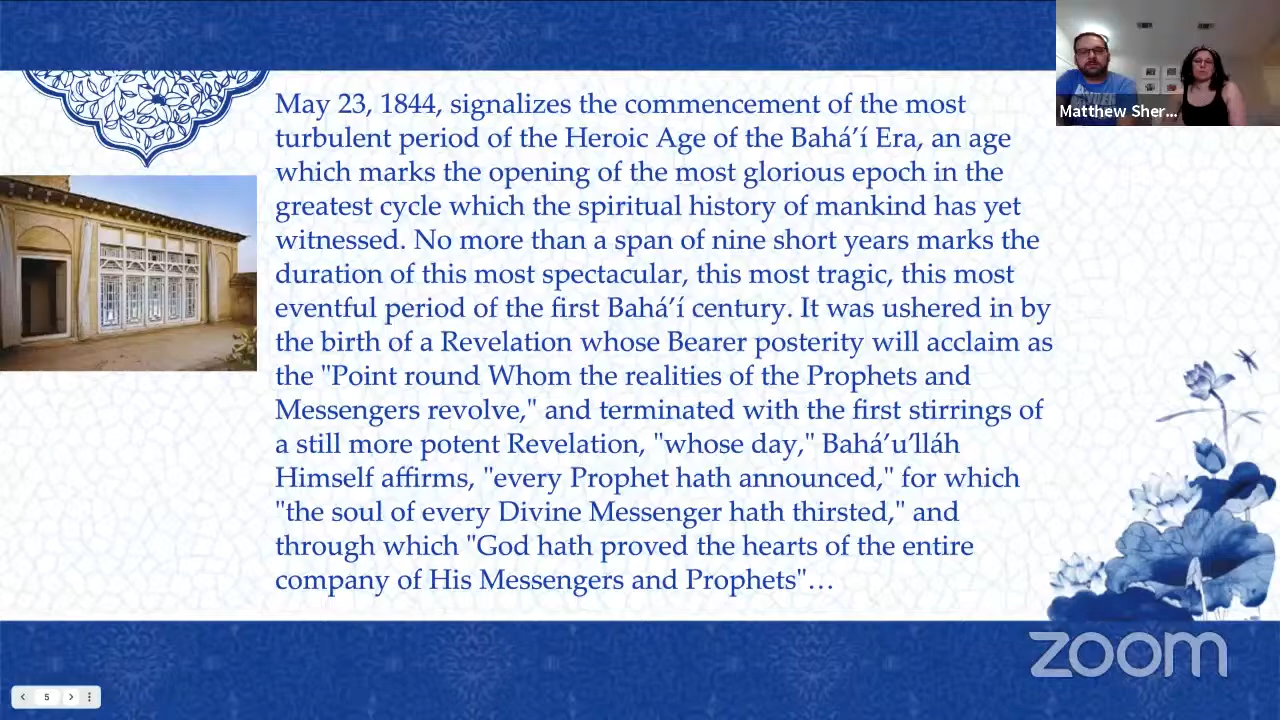 May 23, 1844, signalizes the commencement of the most
turbulent period of the Heroic Age of the Bahá’í Era, an age
which marks the opening of the most glorious epoch in the
greatest cycle which the spiritual history of mankind has yet
witnessed. No more than a span of nine short years marks the
duration of this most spectacular, this most tragic, this most
eventful period of the first Bahá’í century. It was ushered in by
the birth of a Revelation whose Bearer posterity will acclaim as
the "Point round Whom the realities of the Prophets and
Messengers revolve," and terminated with the first stirrings of
a still more potent Revelation, "whose day," Bahá’u’lláh
Himself affirms, "every Prophet hath announced," for which
"the soul of every Divine Messenger hath thirsted," and
through which "God hath proved the hearts of the entire
company of His Messengers and Prophets"…
Matthew Sher...
zoom
5